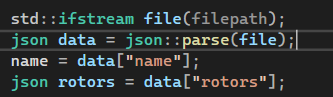 std::ifstream file(filepath);
json data = json::parse(file);
name = data["name"];
json rotors = data["rotors"];